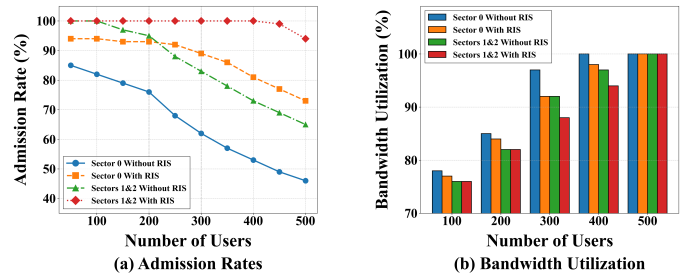 Admission Rate (%)
100
90
80
70
60
50
40
Sector 0 Without RIS
Sector 0 With RIS
Sectors 1&2 Without RIS
Sectors 1&2 With RIS
100
200
300
400
500
Number of Users
(a) Admission Rates
Bandwidth Utilization (%)
100
90
80
70
Sector 0 Without RIS
Sector 0 With RIS
Sectors 1&2 Without RIS
Sectors 1&2 With RIS
100
200
300
400
500
Number of Users
(b) Bandwidth Utilization